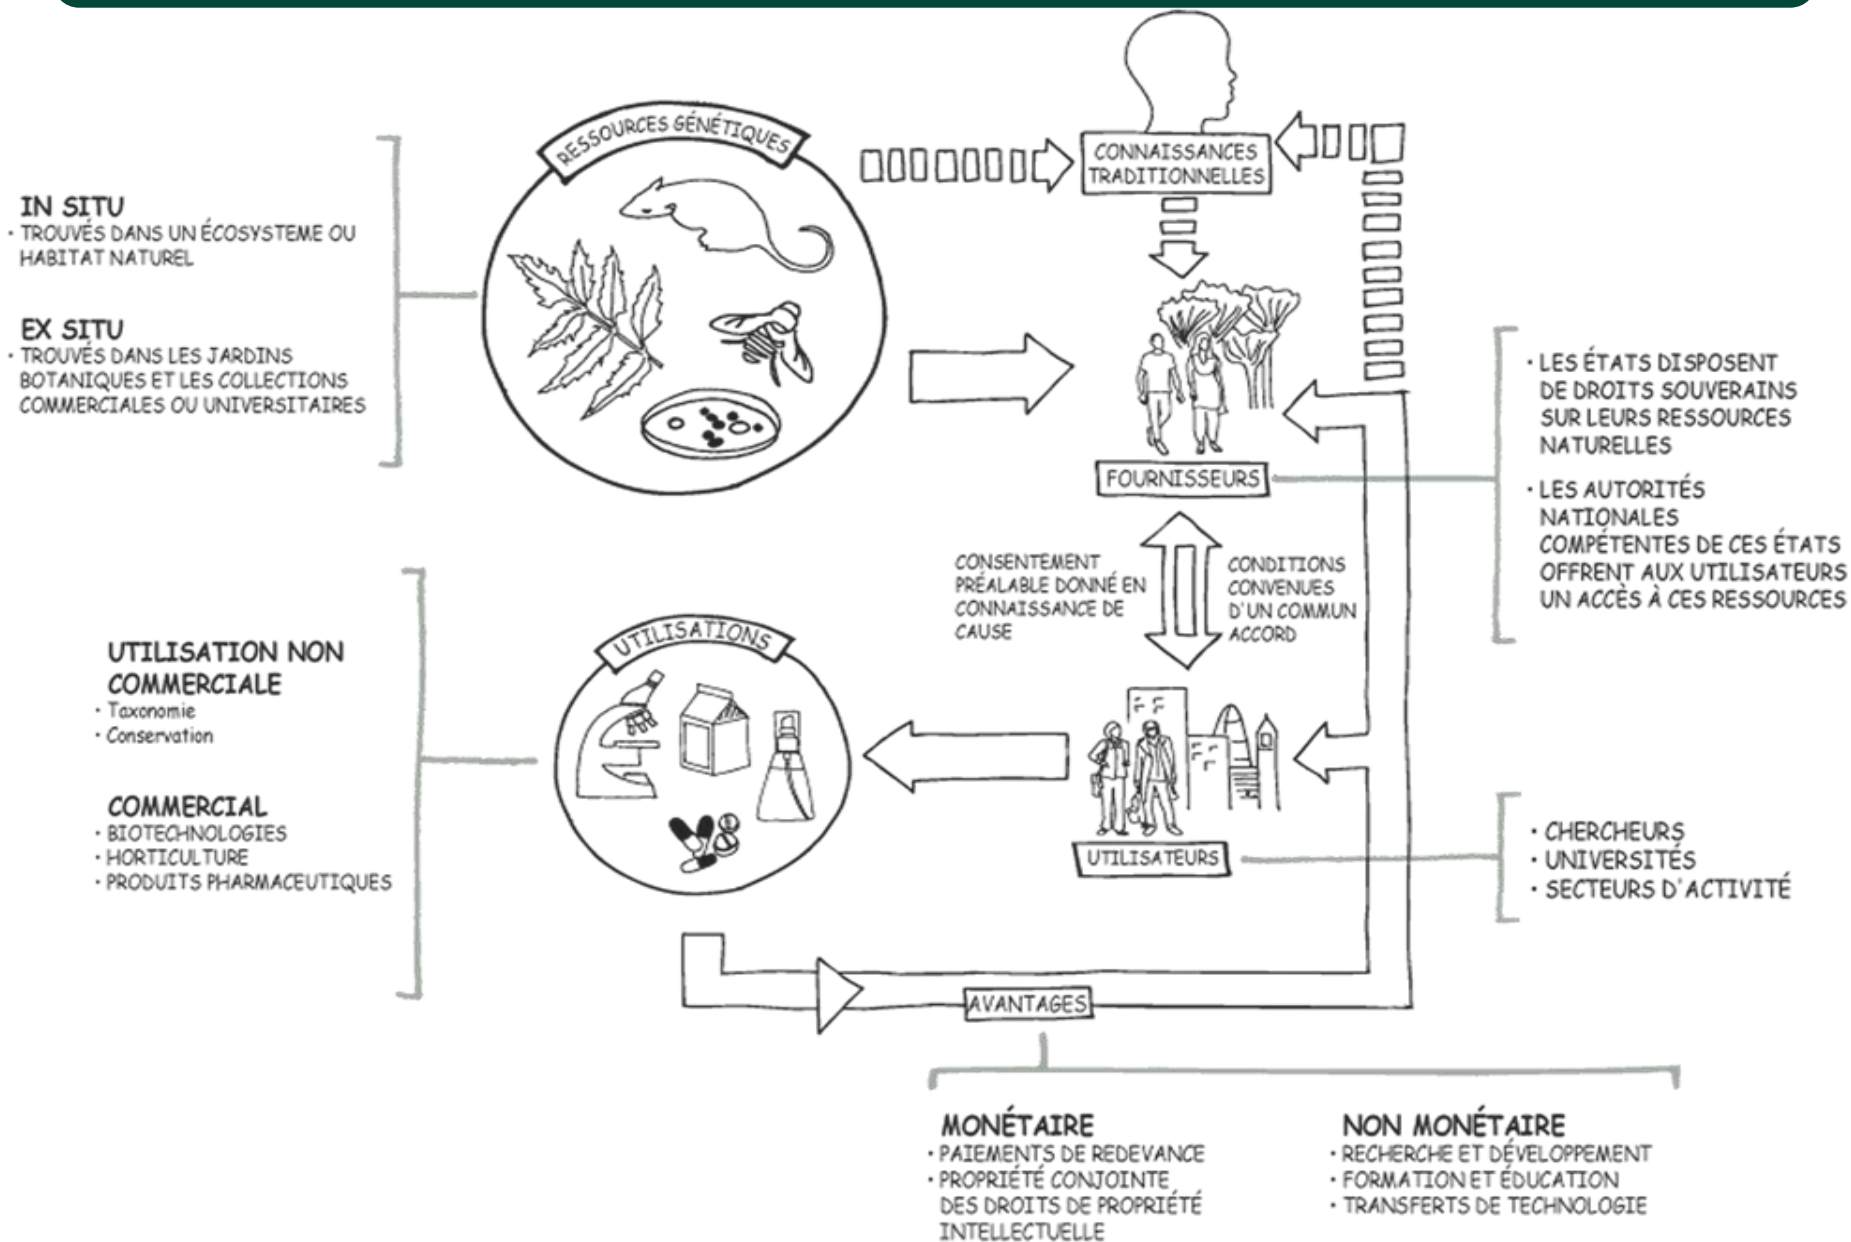 RESSOURCES GÉNÉTIQUES
IN SITU
· TROUVÉS DANS UN ÉCOSYSTEME OU
HABITAT NATUREL
EX SITU
· TROUVÉS DANS LES JARDINS
BOTANIQUES ET LES COLLECTIONS
COMMERCIALES OU UNIVERSITAIRES
CONNAISSANCES
TRADITIONNELLES
FOURNISSEURS
· LES ÉTATS DISPOSENT
DE DROITS SOUVERAINS
SUR LEURS RESSOURCES
NATURELLES
· LES AUTORITÉS
NATIONALES
COMPÉTENTES DE CES ÉTATS
OFFRENT AUX UTILISATEURS
UN ACCÈS À CES RESSOURCES
CONSENTEMENT
PRÉALABLE DONNÉ EN
CONNAISSANCE DE
CAUSE
CONDITIONS
CONVENUES
D'UN COMMUN
ACCORD
UTILISATIONS
UTILISATION NON
COMMERCIALE
· Taxonomie
· Conservation
COMMERCIAL
· BIOTECHNOLOGIES
· HORTICULTURE
· PRODUITS PHARMACEUTIQUES
UTILISATEURS
· CHERCHEURS
· UNIVERSITÉS
· SECTEURS D'ACTIVITÉ
AVANTAGES
MONÉTAIRE
· PAIEMENTS DE REDEVANCE
· PROPRIÉTÉ CONJOINTE
DES DROITS DE PROPRIÉTÉ
INTELLECTUELLE
NON MONÉTAIRE
· RECHERCHE ET DÉVELOPPEMENT
· FORMATION ET ÉDUCATION
· TRANSFERTS DE TECHNOLOGIE